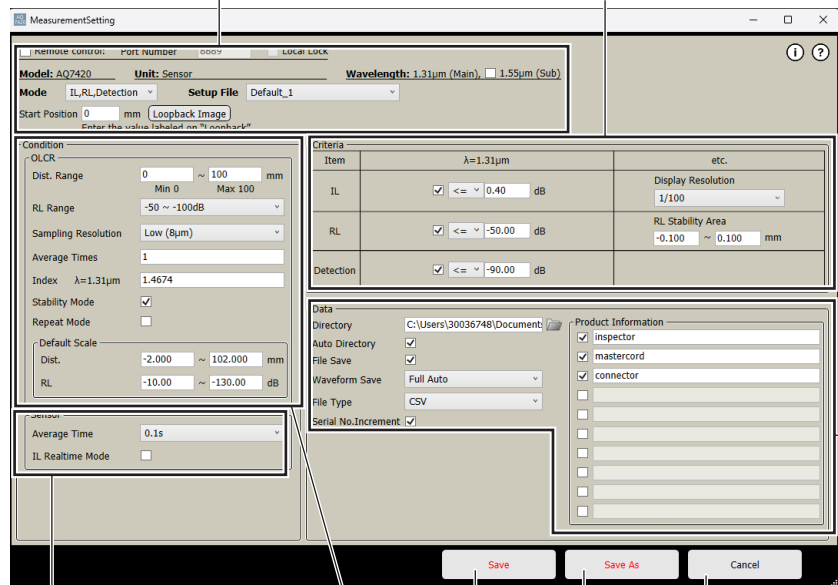 AQ
7420
MeasurementSetting
Remote control: Port Number 8889 Local Lock
Model: AQ7420 Unit: Sensor Wavelength: 1.31μm (Main), 1.55μm (Sub)
Mode IL,RL,Detection Setup File Default_1
Start Position 0 mm Loopback Image
Enter the value labeled on "Loopback"
Condition
OLCR
Dist. Range 0 ~ 100 mm
Min 0 Max 100
RL Range -50 ~ -100dB
Sampling Resolution Low (8μm)
Average Times 1
Index λ=1.31μm 1.4674
Stability Mode
Repeat Mode
Default Scale
Dist. -2.000 ~ 102.000 mm
RL -10.00 ~ -130.00 dB
Sensor
Average Time 0.1s
IL Realtime Mode
Criteria
Item λ=1.31μm etc.
IL <= 0.40 dB
Display Resolution
1/100
RL <= -50.00 dB
RL Stability Area
-0.100 ~ 0.100 mm
Detection <= -90.00 dB
Data
Directory C:\Users\30036748\Documents
Auto Directory
File Save
Waveform Save Full Auto
File Type CSV
Serial No.Increment
Product Information
inspector
mastercord
connector
Save Save As Cancel